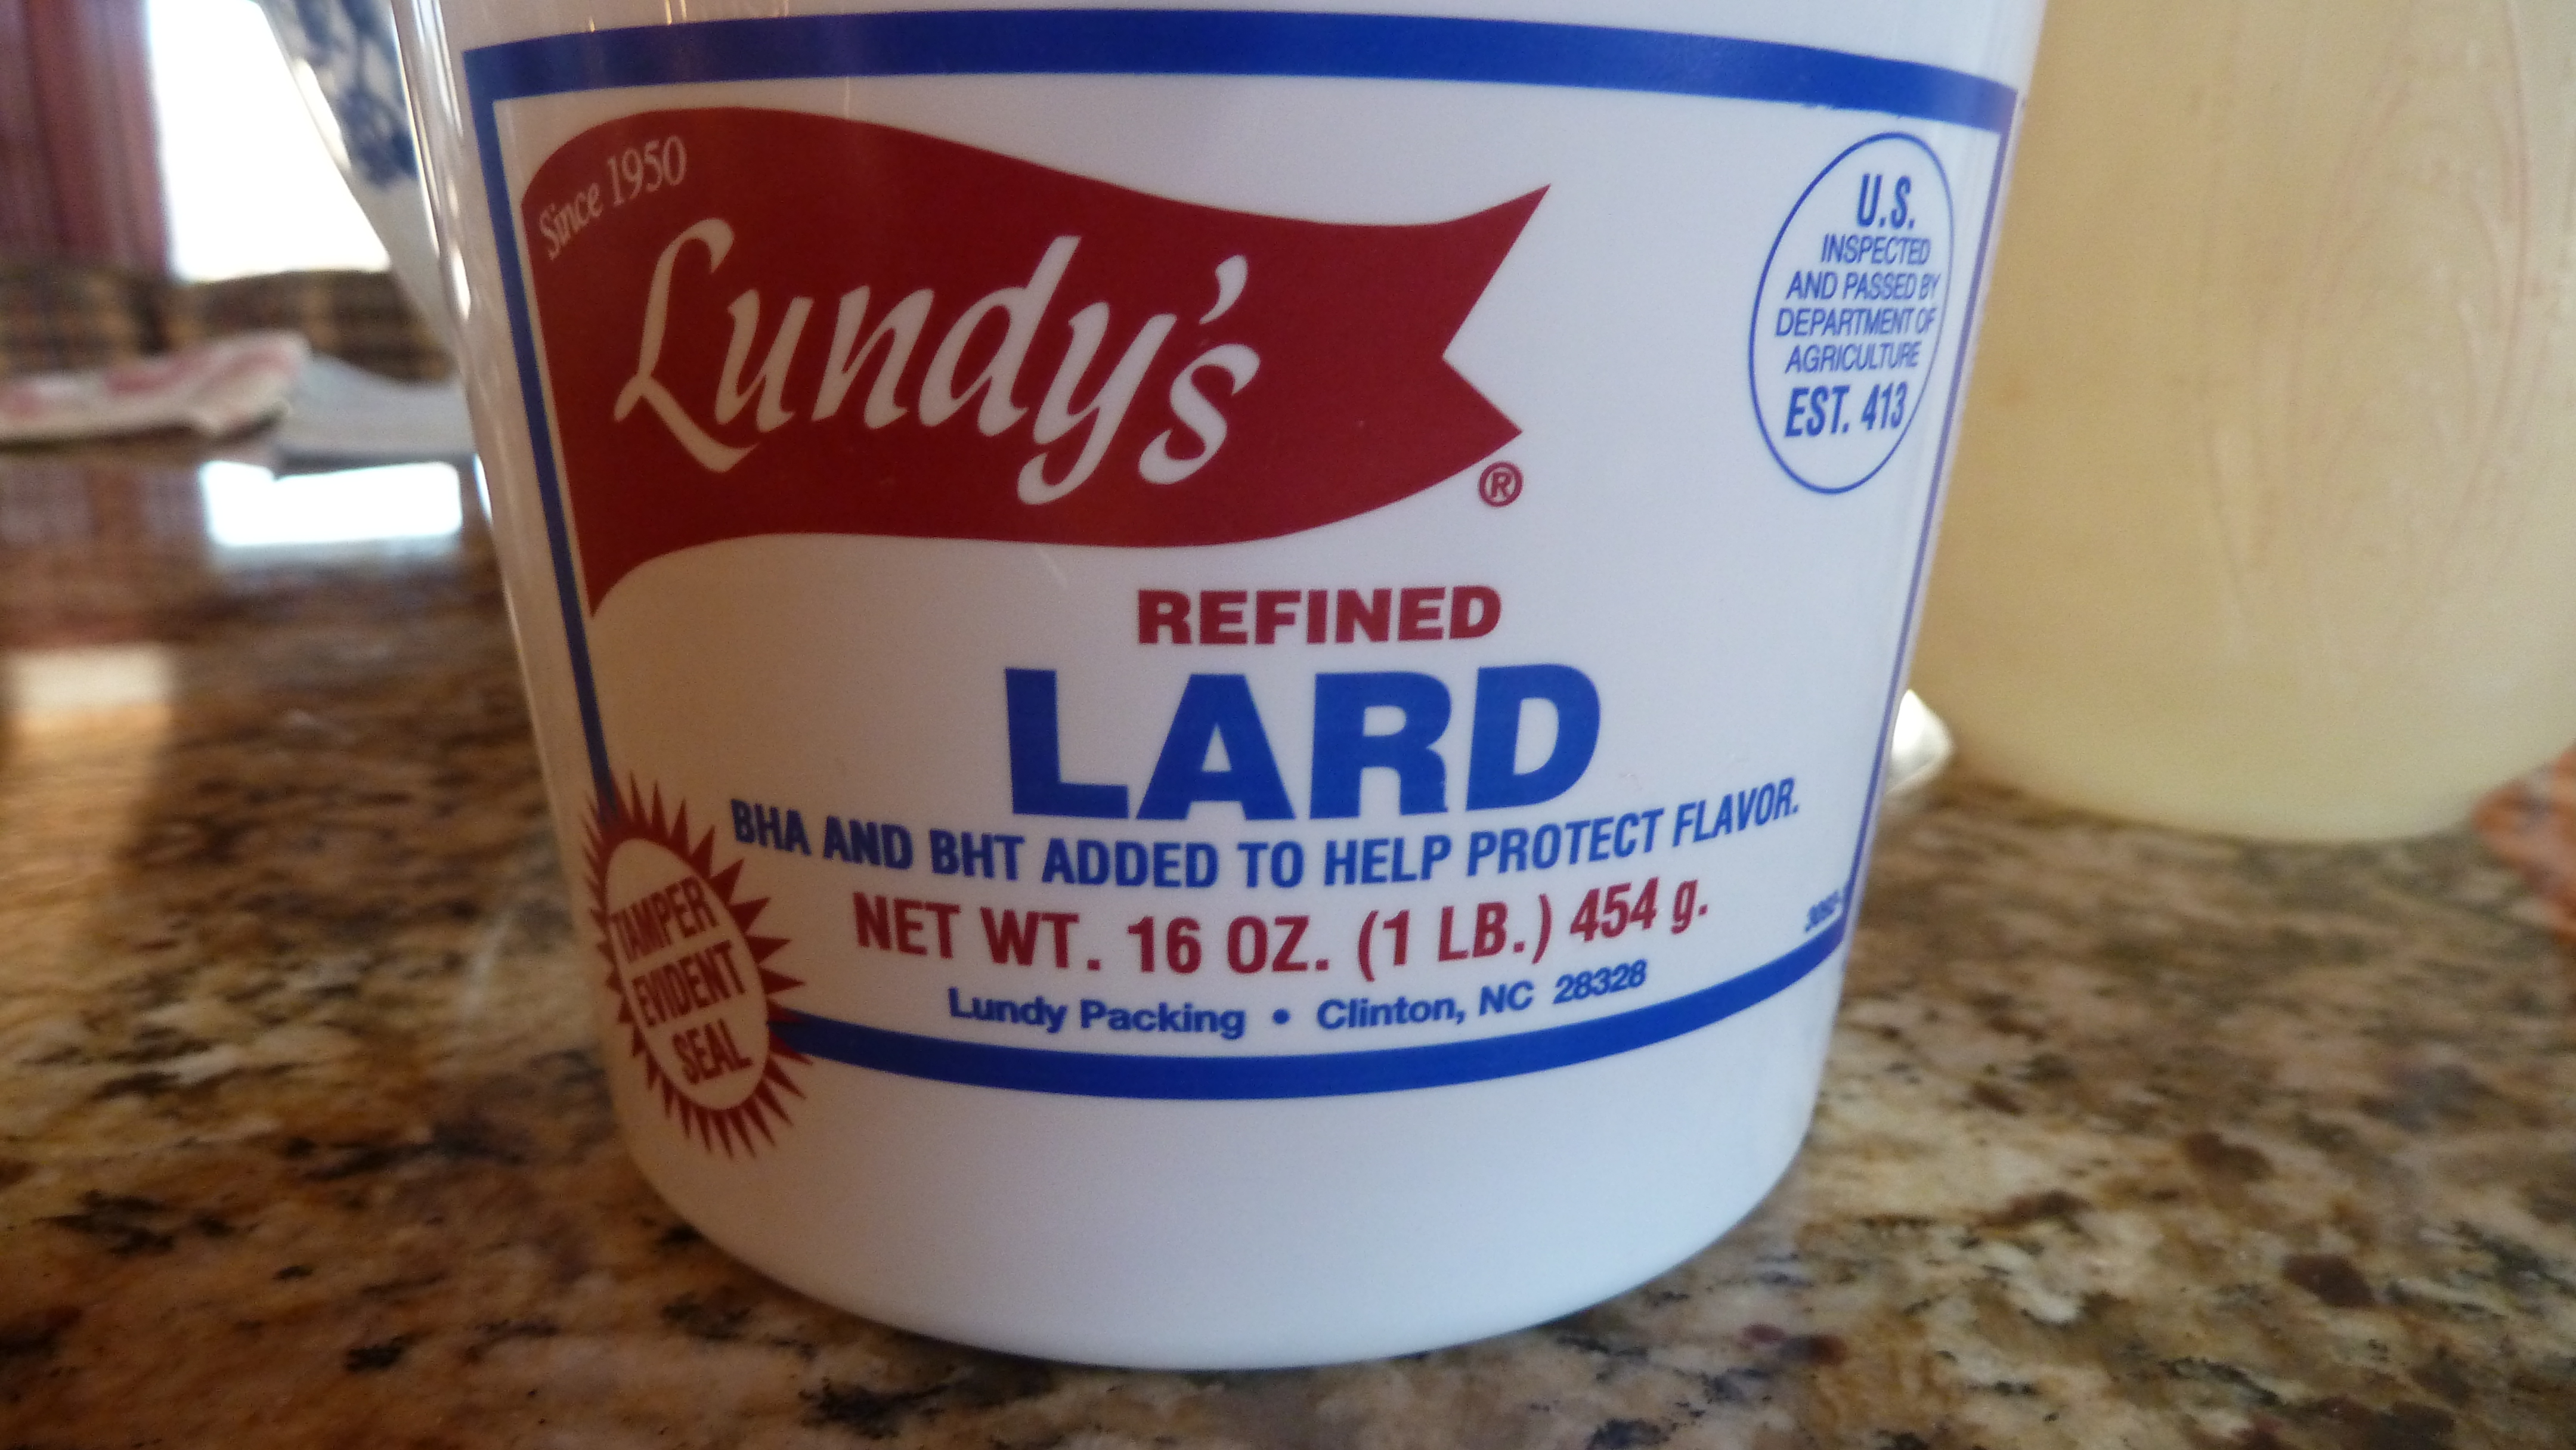 Since 1950
Lundy's
®
U.S.
INSPECTED
AND PASSED BY
DEPARTMENT OF
AGRICULTURE
EST. 413
REFINED
LARD
BHA AND BHT ADDED TO HELP PROTECT FLAVOR.
NET WT. 16 OZ. (1 LB.) 454 g.
Lundy Packing • Clinton, NC 28328
TAMPER
EVIDENT
SEAL